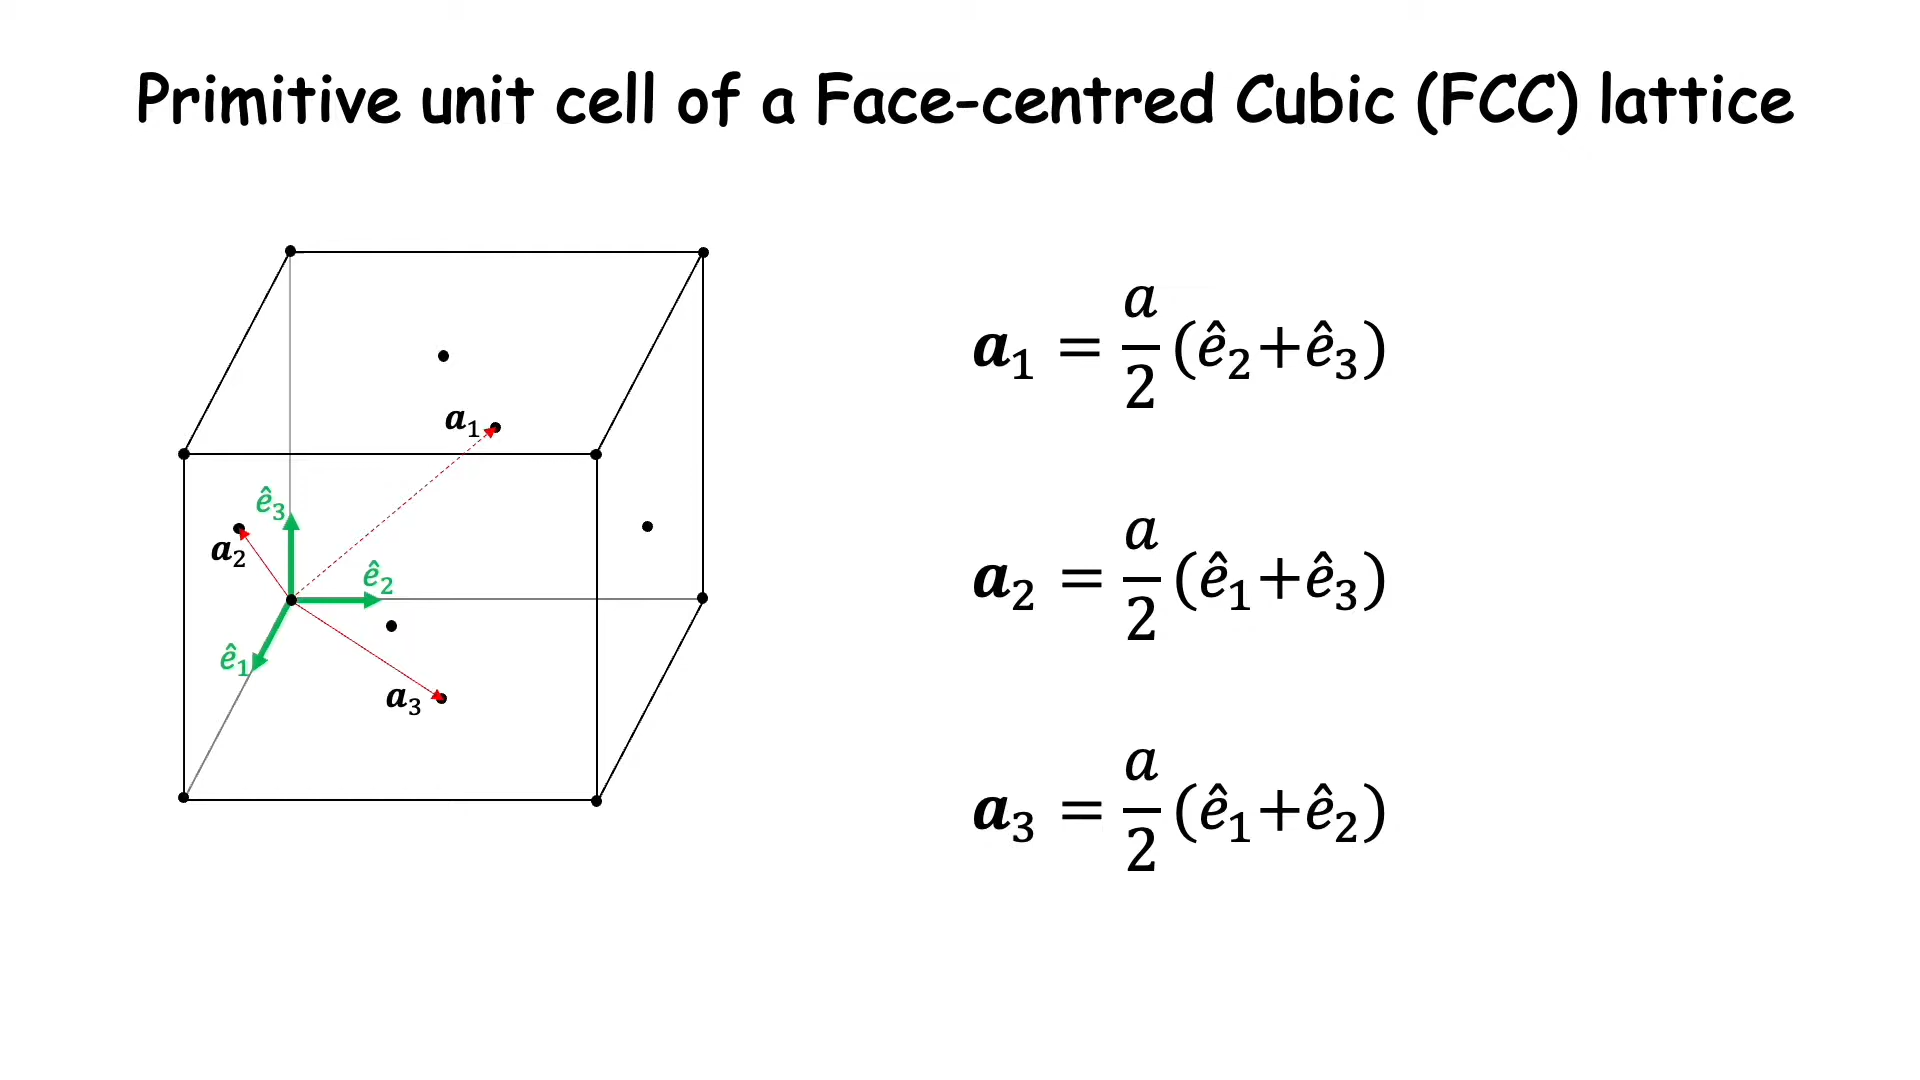 Primitive unit cell of a Face-centred Cubic (FCC) lattice
a₁
ê₃
a₂
ê₂
ê₁
a₃
a₁ = a/2 (ê₂+ê₃)
a₂ = a/2 (ê₁+ê₃)
a₃ = a/2 (ê₁+ê₂)